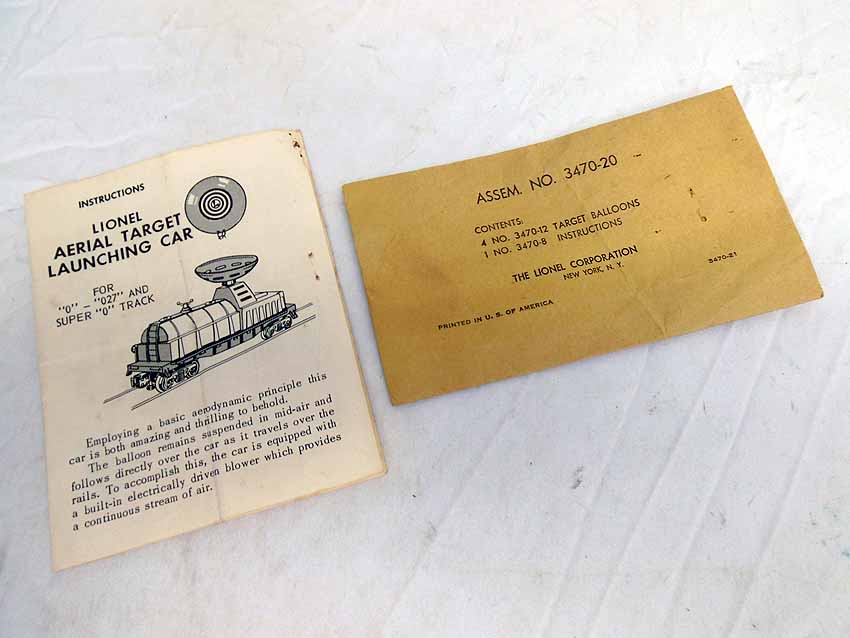 INSTRUCTIONS
LIONEL
AERIAL TARGET
LAUNCHING CAR
FOR
"O" – "027" AND
SUPER "O" TRACK
Employing a basic aerodynamic principle this
car is both amazing and thrilling to behold.
The balloon remains suspended in mid-air and
follows directly over the car as it travels over the
rails. To accomplish this, the car is equipped with
a built-in electrically driven blower which provides
a continuous stream of air.
ASSEM. NO. 3470-20
CONTENTS:
4 NO. 3470-12 TARGET BALLOONS
1 NO. 3470-8 INSTRUCTIONS
THE LIONEL CORPORATION
NEW YORK, N. Y.
3470-21
PRINTED IN U. S. OF AMERICA